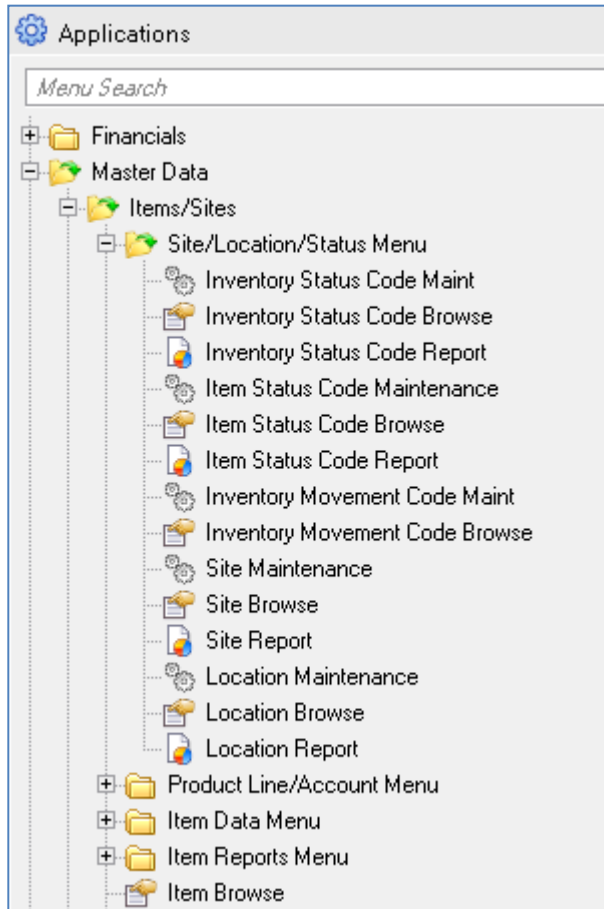 Applications
Menu Search
Financials
Master Data
Items/Sites
Site/Location/Status Menu
Inventory Status Code Maint
Inventory Status Code Browse
Inventory Status Code Report
Item Status Code Maintenance
Item Status Code Browse
Item Status Code Report
Inventory Movement Code Maint
Inventory Movement Code Browse
Site Maintenance
Site Browse
Site Report
Location Maintenance
Location Browse
Location Report
Product Line/Account Menu
Item Data Menu
Item Reports Menu
Item Browse